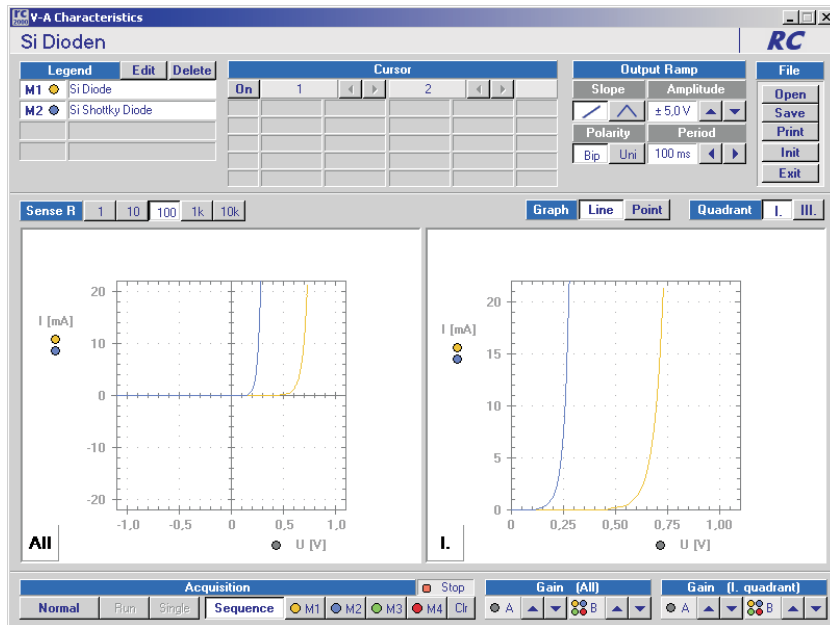 rc 2000 V-A Characteristics
Si Dioden
RC
Legend Edit Delete
M1 Si Diode
M2 Si Shottky Diode
Cursor
On 1 2
Output Ramp
Slope Amplitude
± 5,0 V
Polarity Period
Bip Uni 100 ms
File
Open
Save
Print
Init
Exit
Sense R 1 10 100 1k 10k
Graph Line Point
Quadrant I. III.
I [mA]
20
10
0
-10
-20
-1,0 -0,5 0 0,5 1,0
U [V]
All
I [mA]
20
15
10
5
0
0 0,25 0,50 0,75 1,00
U [V]
I.
Acquisition Stop
Normal Run Single Sequence M1 M2 M3 M4 Clr
Gain (All)
A B
Gain (I. quadrant)
A B